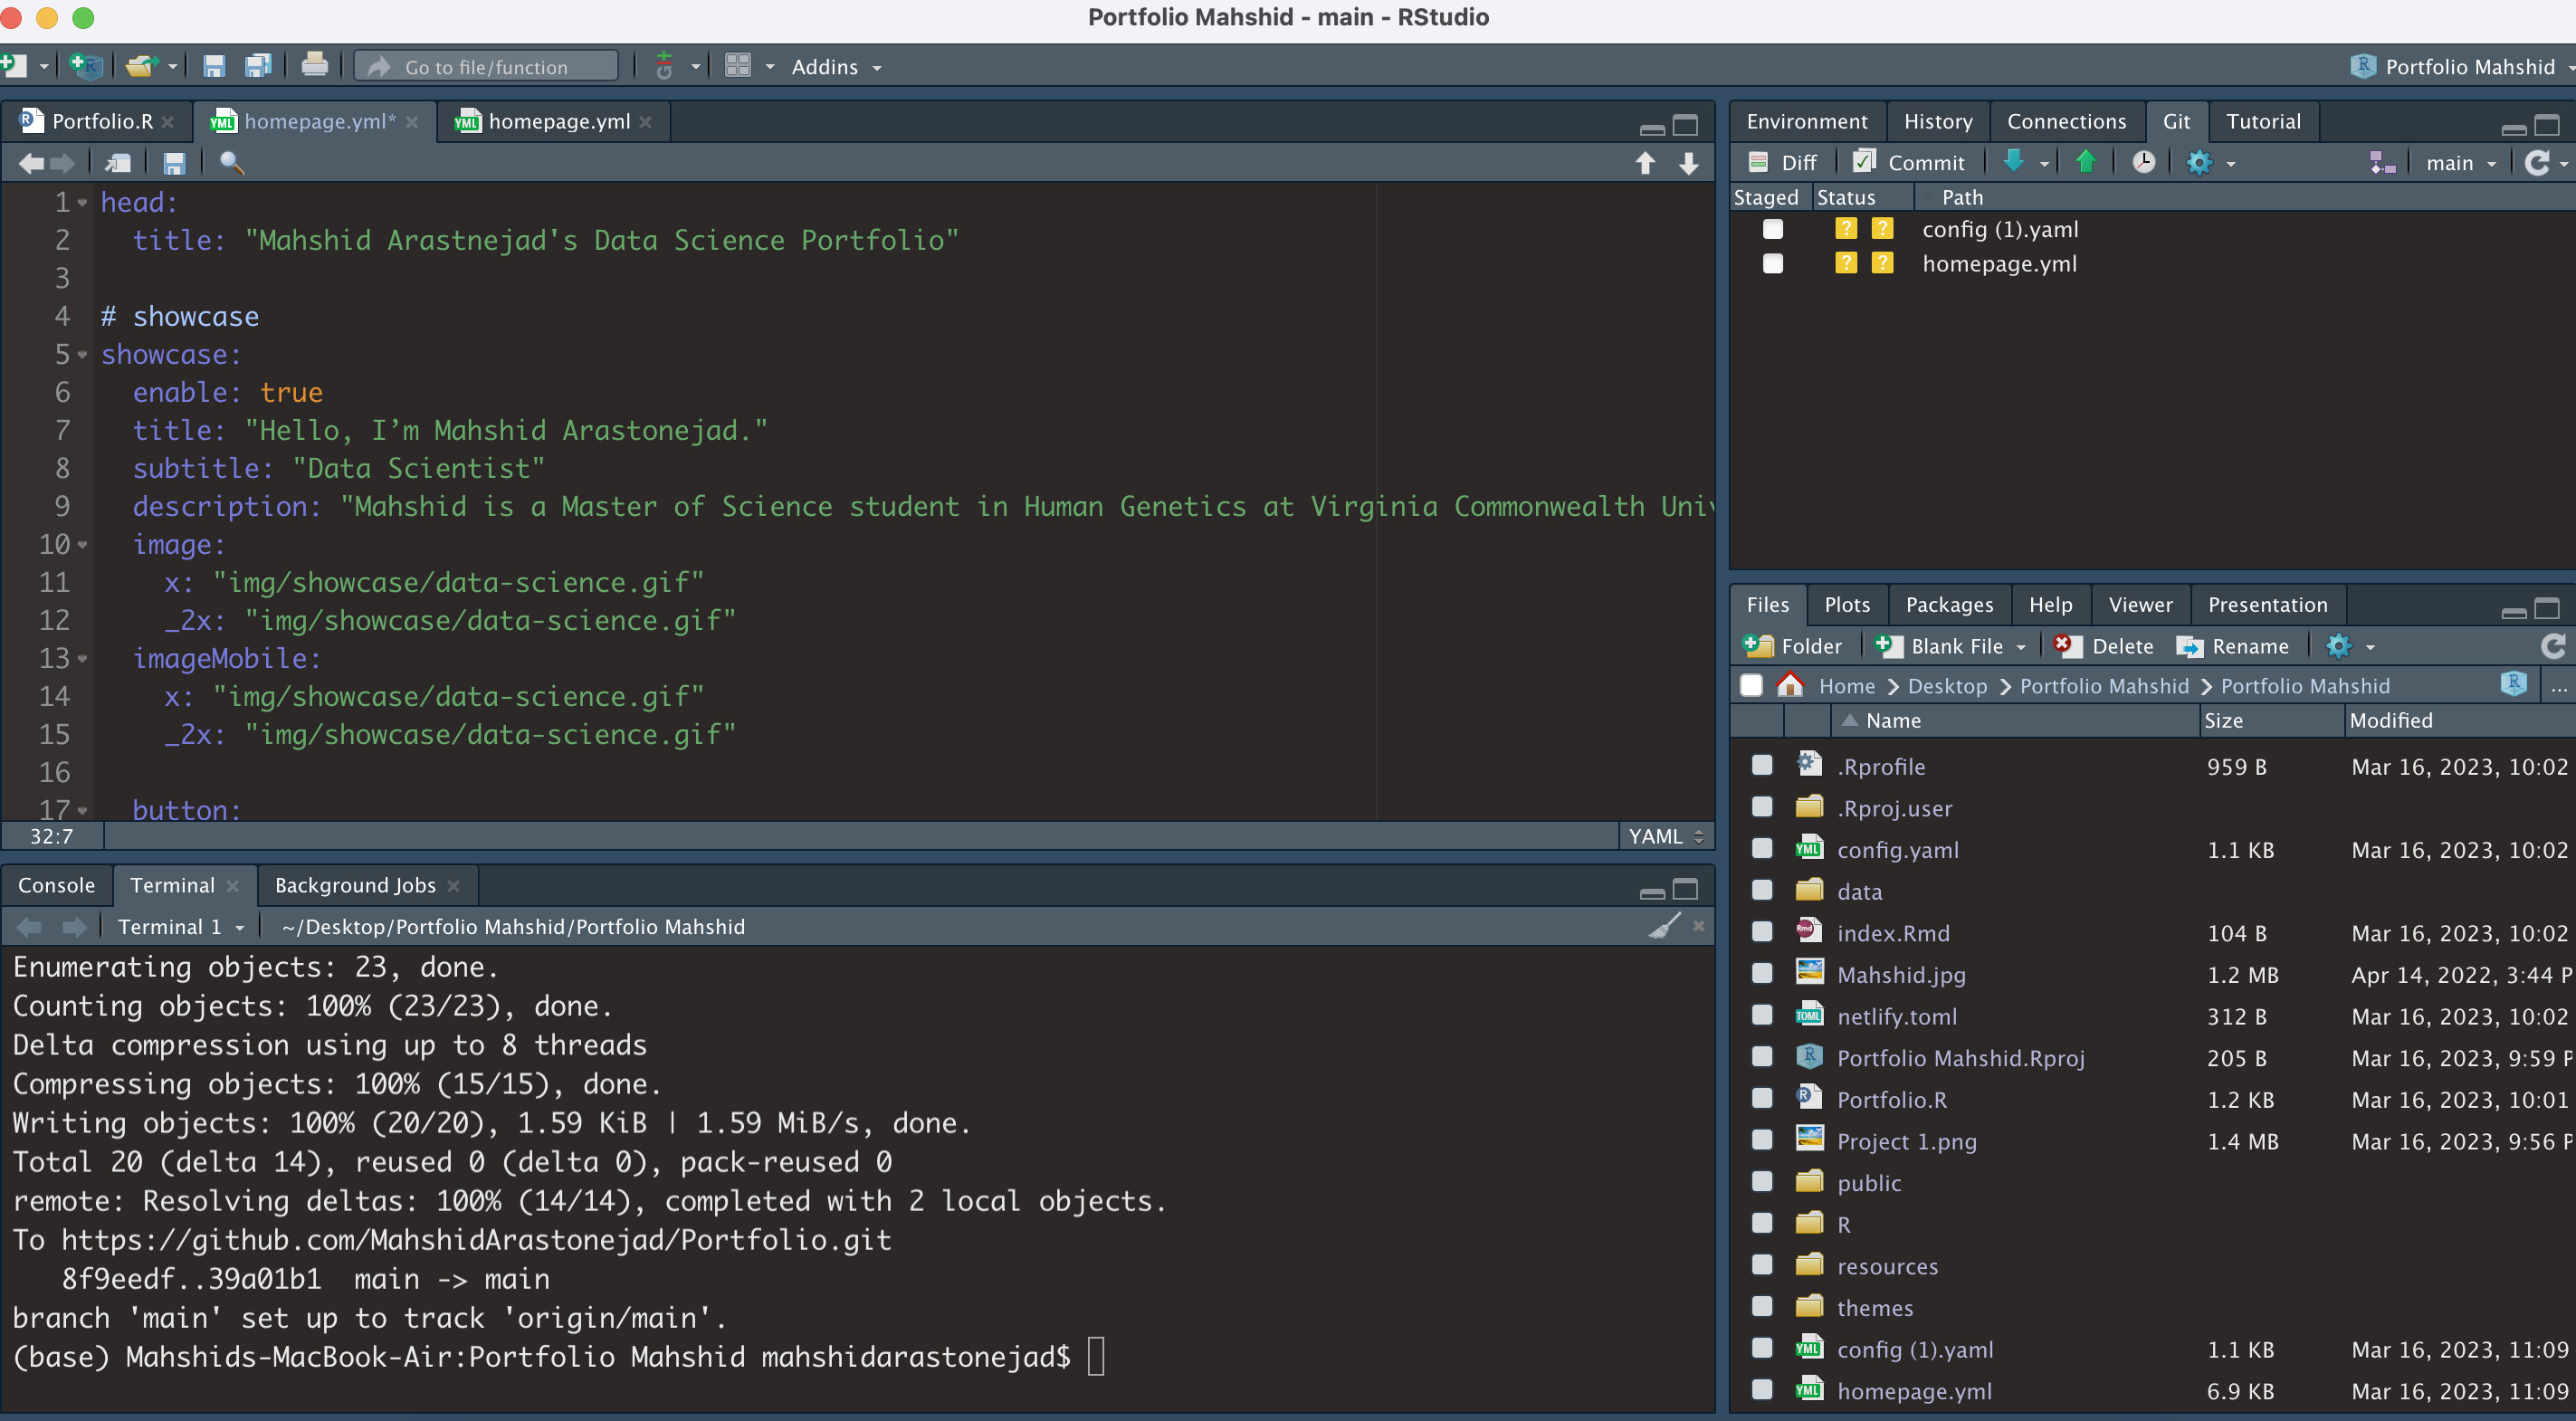 Portfolio Mahshid - main - RStudio
Go to file/function
Addins
Portfolio Mahshid
Portfolio.R
homepage.yml*
homepage.yml
1 head:
2 title: "Mahshid Arastnejad's Data Science Portfolio"
3
4 # showcase
5 showcase:
6 enable: true
7 title: "Hello, I’m Mahshid Arastonejad."
8 subtitle: "Data Scientist"
9 description: "Mahshid is a Master of Science student in Human Genetics at Virginia Commonwealth
10 image:
11 x: "img/showcase/data-science.gif"
12 _2x: "img/showcase/data-science.gif"
13 imageMobile:
14 x: "img/showcase/data-science.gif"
15 _2x: "img/showcase/data-science.gif"
16
17 button:
32:7
YAML
Console Terminal Background Jobs
Terminal 1 ~/Desktop/Portfolio Mahshid/Portfolio Mahshid
Enumerating objects: 23, done.
Counting objects: 100% (23/23), done.
Delta compression using up to 8 threads
Compressing objects: 100% (15/15), done.
Writing objects: 100% (20/20), 1.59 KiB | 1.59 MiB/s, done.
Total 20 (delta 14), reused 0 (delta 0), pack-reused 0
remote: Resolving deltas: 100% (14/14), completed with 2 local objects.
To https://github.com/MahshidArastonejad/Portfolio.git
8f9eedf..39a01b1 main -> main
branch 'main' set up to track 'origin/main'.
(base) Mahshids-MacBook-Air:Portfolio Mahshid mahshidarastonejad$
Environment History Connections Git Tutorial
Diff Commit main
Staged Status Path
? ? config (1).yaml
? ? homepage.yml
Files Plots Packages Help Viewer Presentation
Folder Blank File Delete Rename
Home Desktop Portfolio Mahshid Portfolio Mahshid ...
Name Size Modified
.Rprofile 959 B Mar 16, 2023, 10:02
.Rproj.user
config.yaml 1.1 KB Mar 16, 2023, 10:02
data
index.Rmd 104 B Mar 16, 2023, 10:02
Mahshid.jpg 1.2 MB Apr 14, 2022, 3:44 P
netlify.toml 312 B Mar 16, 2023, 10:02
Portfolio Mahshid.Rproj 205 B Mar 16, 2023, 9:59 P
Portfolio.R 1.2 KB Mar 16, 2023, 10:01
Project 1.png 1.4 MB Mar 16, 2023, 9:56 P
public
R
resources
themes
config (1).yaml 1.1 KB Mar 16, 2023, 11:09
homepage.yml 6.9 KB Mar 16, 2023, 11:09